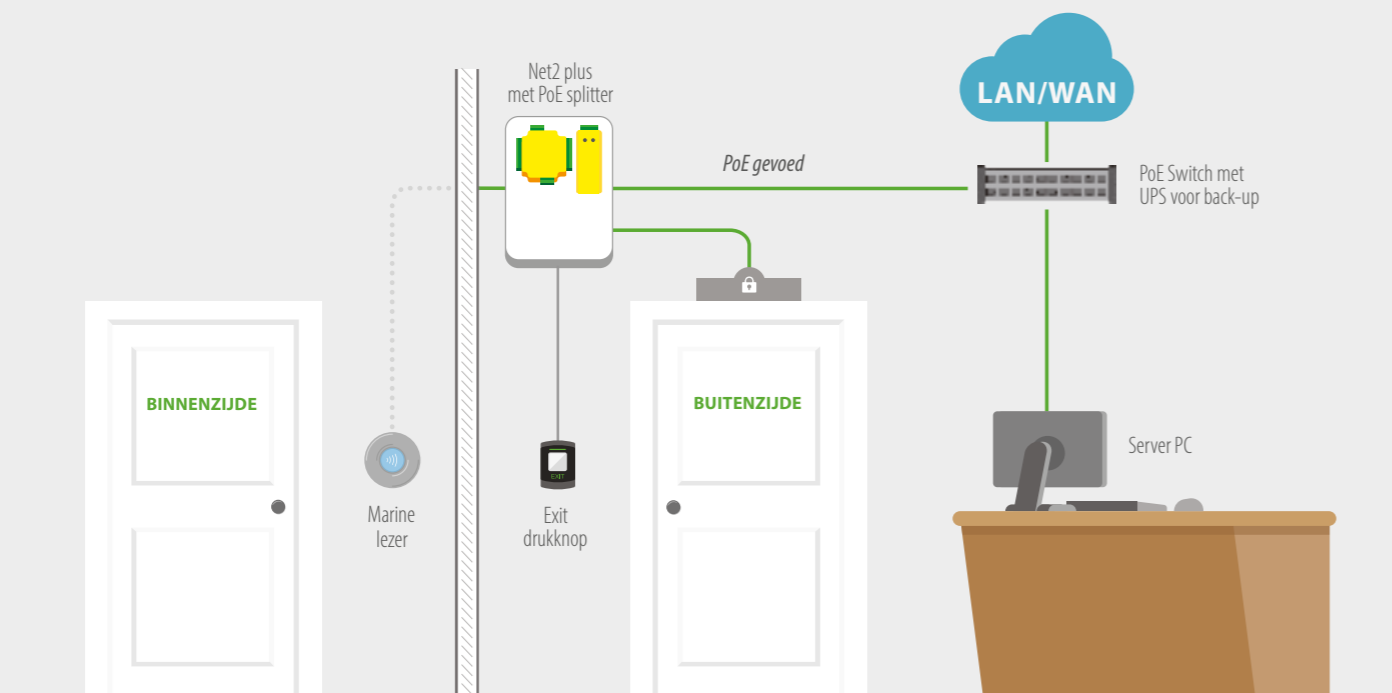 Net2 plus
met PoE splitter
LAN/WAN
PoE gevoed
PoE Switch met
UPS voor back-up
BINNENZIJDE
BUITENZIJDE
Server PC
EXIT
Marine
lezer
Exit
drukknop